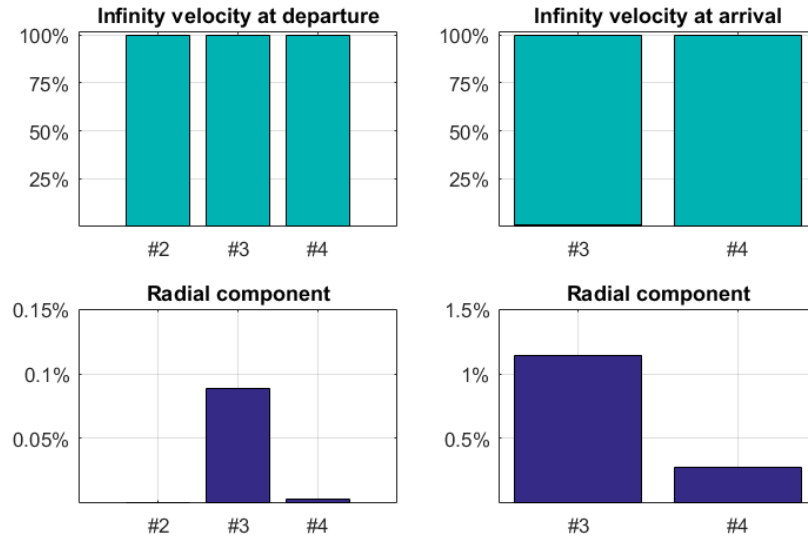 Infinity velocity at departure
100%
75%
50%
25%
#2 #3 #4
Infinity velocity at arrival
100%
75%
50%
25%
#3 #4
Radial component
0.15%
0.1%
0.05%
#2 #3 #4
Radial component
1.5%
1%
0.5%
#3 #4